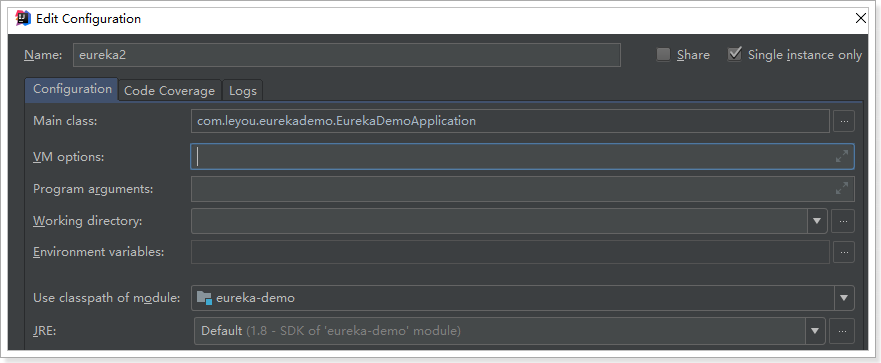 Edit Configuration
Name: eureka2 Share Single instance only
Configuration Code Coverage Logs
Main class: com.leyou.eurekademo.EurekaDemoApplication ...
VM options:
Program arguments:
Working directory: ...
Environment variables: ...
Use classpath of module: eureka-demo
JRE: Default (1.8 - SDK of 'eureka-demo' module) ...